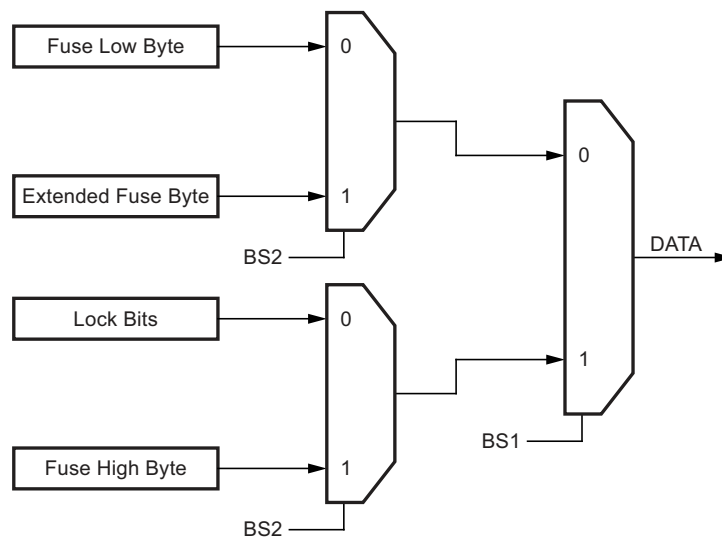 Fuse Low Byte
0
Extended Fuse Byte
1
BS2
0
DATA
1
BS1
Lock Bits
0
Fuse High Byte
1
BS2